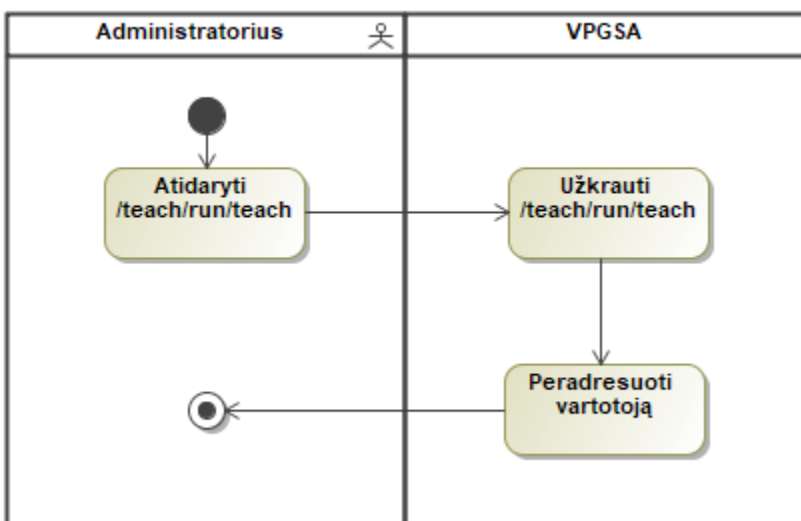 Administratorius
VPGSA
Atidaryti
/teach/run/teach
Užkrauti
/teach/run/teach
Peradresuoti
vartotoją